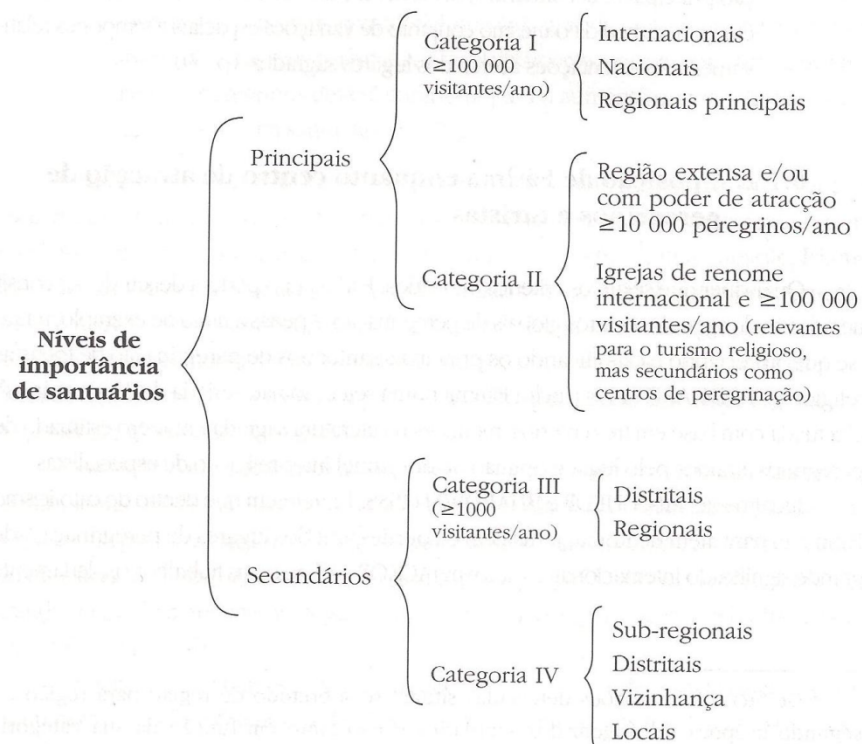 Níveis de
importância
de santuários
Principais
Categoria I
(≥100 000
visitantes/ano)
Internacionais
Nacionais
Regionais principais
Categoria II
Região extensa e/ou
com poder de atracção
≥10 000 peregrinos/ano
Igrejas de renome
internacional e ≥100 000
visitantes/ano (relevantes
para o turismo religioso,
mas secundários como
centros de peregrinação)
Secundários
Categoria III
(≥1000
visitantes/ano)
Distritais
Regionais
Categoria IV
Sub-regionais
Distritais
Vizinhança
Locais